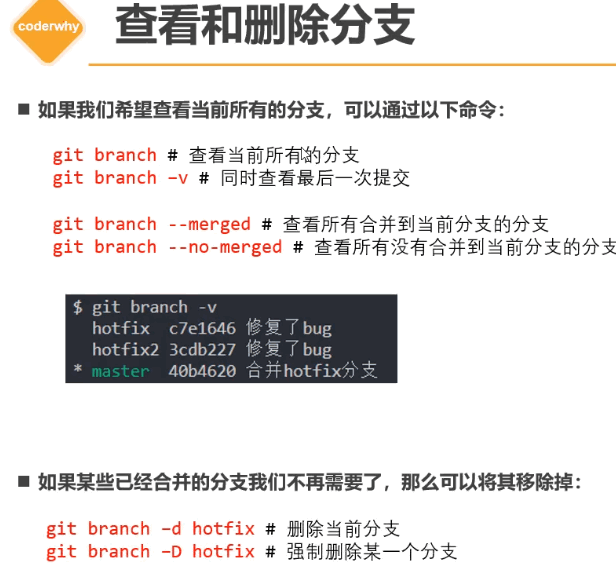 coderwhy
查看和删除分支
■ 如果我们希望查看当前所有的分支，可以通过以下命令：
git branch # 查看当前所有的分支
git branch –v # 同时查看最后一次提交
git branch --merged # 查看所有合并到当前分支的分支
git branch --no-merged # 查看所有没有合并到当前分支的分支
$ git branch -v
hotfix c7e1646 修复了bug
hotfix2 3cdb227 修复了bug
* master 40b4620 合并hotfix分支
■ 如果某些已经合并的分支我们不再需要了，那么可以将其移除掉：
git branch –d hotfix # 删除当前分支
git branch –D hotfix # 强制删除某一个分支